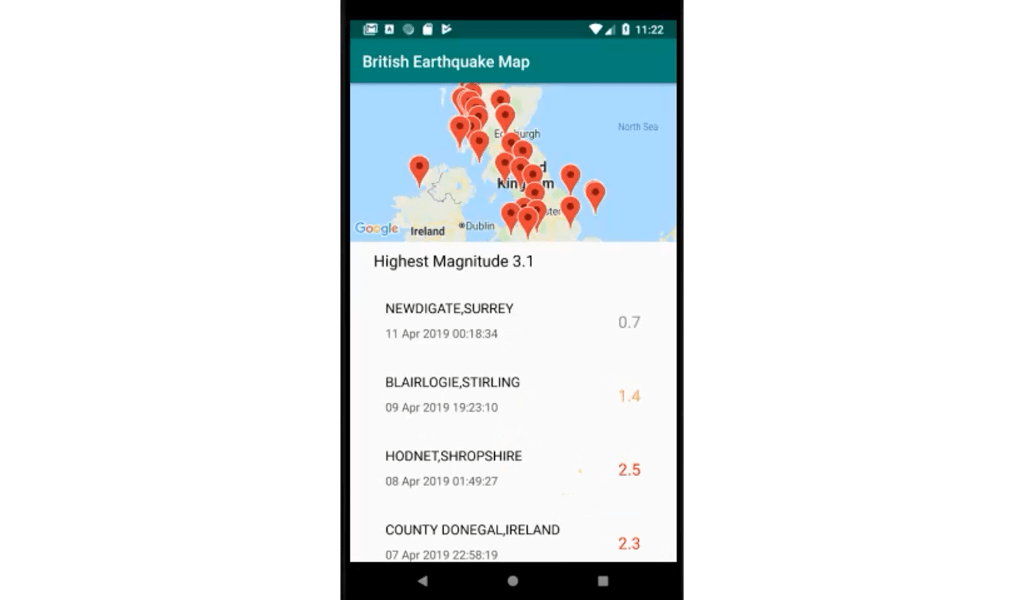 11:22
British Earthquake Map
North Sea
Edinburgh
Kingdom
Google
Ireland
Dublin
Highest Magnitude 3.1
NEWDIGATE,SURREY
0.7
11 Apr 2019 00:18:34
BLAIRLOGIE,STIRLING
1.4
09 Apr 2019 19:23:10
HODNET,SHROPSHIRE
2.5
08 Apr 2019 01:49:27
COUNTY DONEGAL,IRELAND
2.3
07 Apr 2019 22:58:19